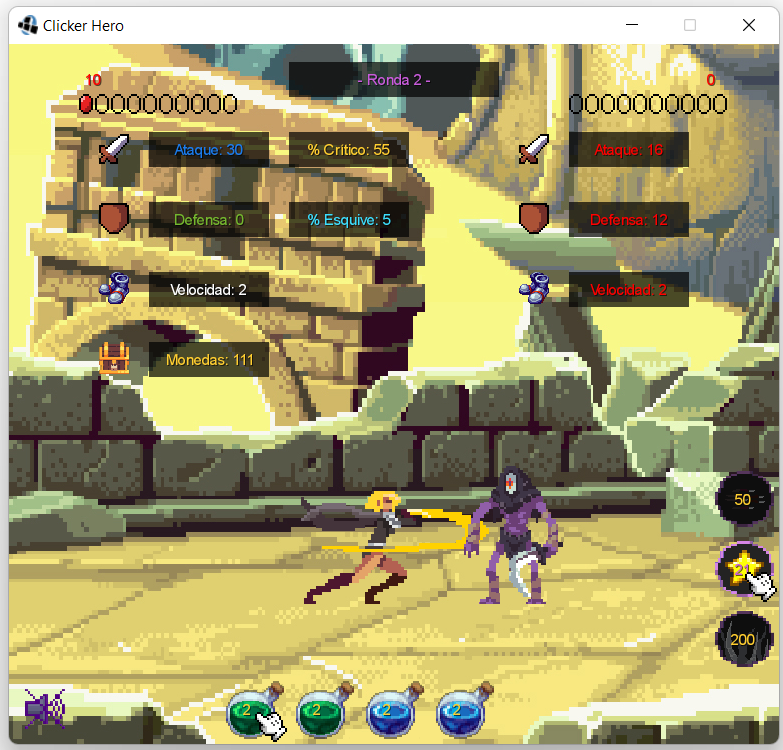 Clicker Hero
10
- Ronda 2 -
0
Ataque: 30
% Critico: 55
Ataque: 16
Defensa: 0
% Esquive: 5
Defensa: 12
Velocidad: 2
Velocidad: 2
Monedas: 111
50
21
200
2
2
2
2